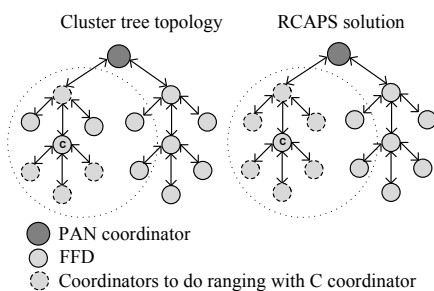 Cluster tree topology
RCAPS solution
C
C
PAN coordinator
FFD
Coordinators to do ranging with C coordinator